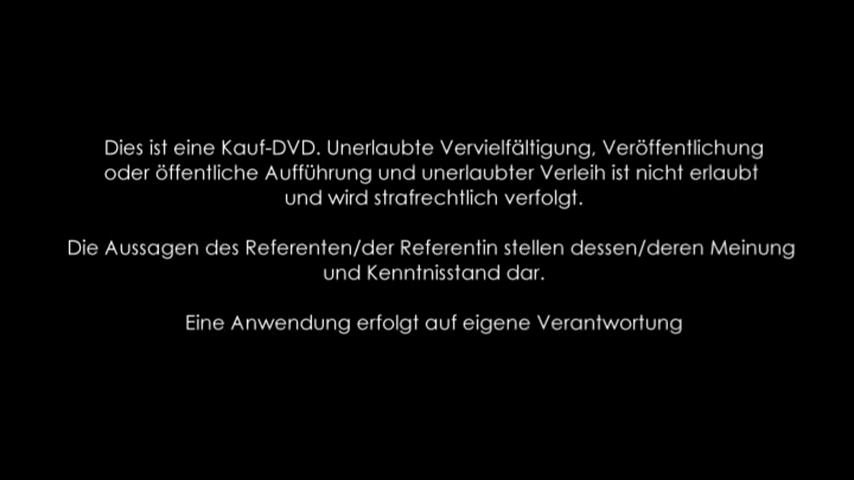 Dies ist eine Kauf-DVD. Unerlaubte Vervielfältigung, Veröffentlichung
oder öffentliche Aufführung und unerlaubter Verleih ist nicht erlaubt
und wird strafrechtlich verfolgt.
Die Aussagen des Referenten/der Referentin stellen dessen/deren Meinung
und Kenntnisstand dar.
Eine Anwendung erfolgt auf eigene Verantwortung